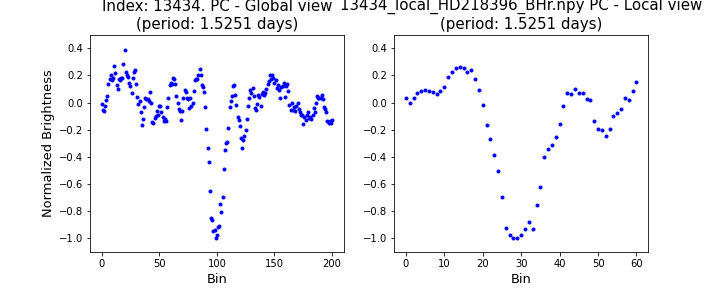 Index: 13434. PC - Global view
(period: 1.5251 days)
13434_local_HD218396_BHr.npy PC - Local view
(period: 1.5251 days)
Normalized Brightness
0.4
0.2
0.0
−0.2
−0.4
−0.6
−0.8
−1.0
0 50 100 150 200
Bin
0.4
0.2
0.0
−0.2
−0.4
−0.6
−0.8
−1.0
0 10 20 30 40 50 60
Bin